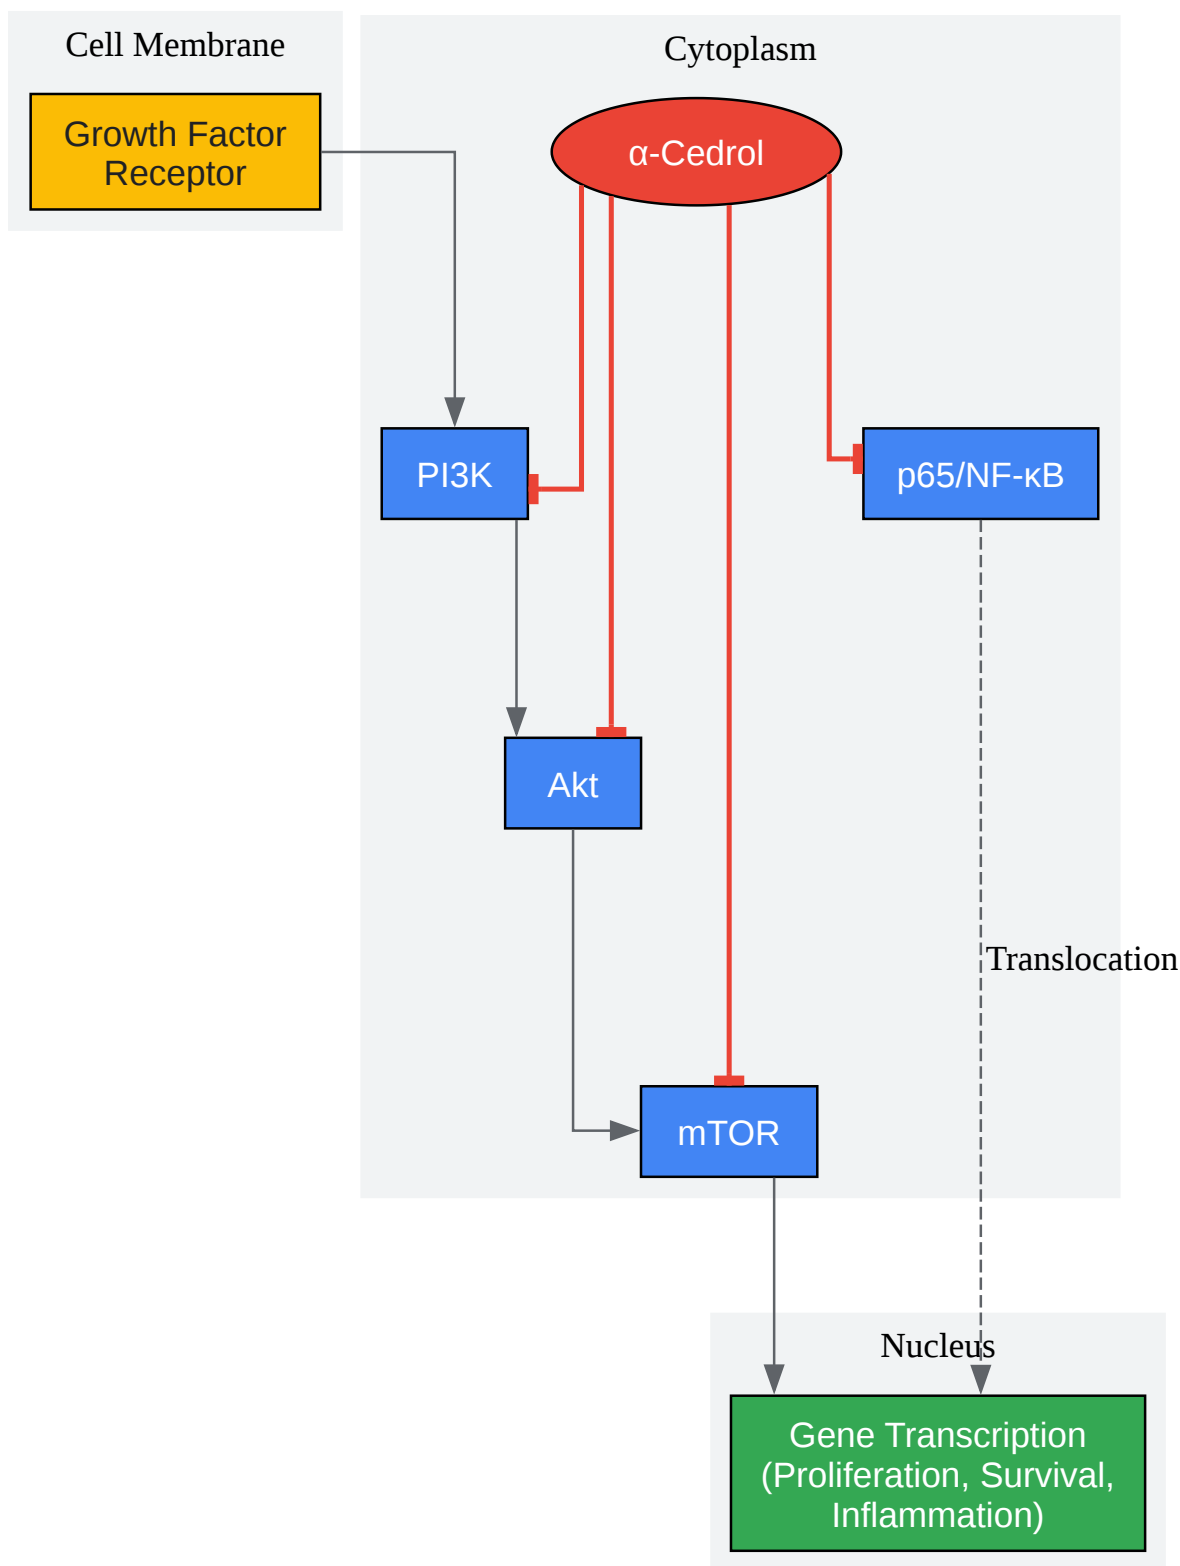 Cell Membrane
Cytoplasm
Growth Factor
Receptor
α-Cedrol
PI3K
p65/NF-κB
Akt
Translocation
mTOR
Nucleus
Gene Transcription
(Proliferation, Survival,
Inflammation)